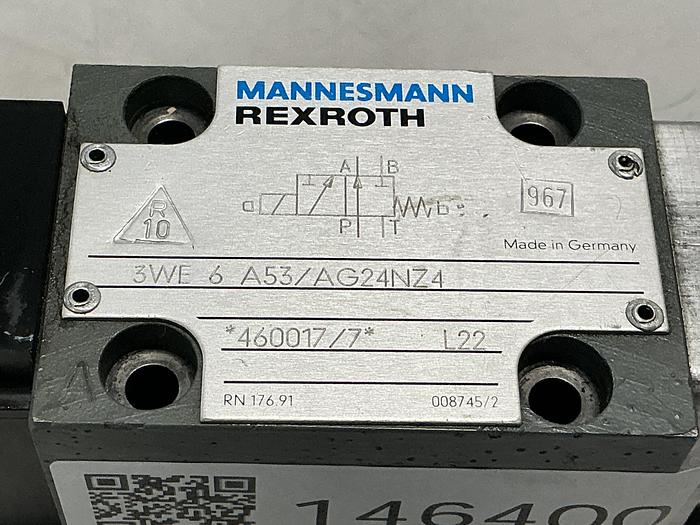 MANNESMANN
REXROTH
A B
a b
P T
R
10
967
Made in Germany
3WE 6 A53/AG24NZ4
*460017/7* L22
RN 176.91 008745/2